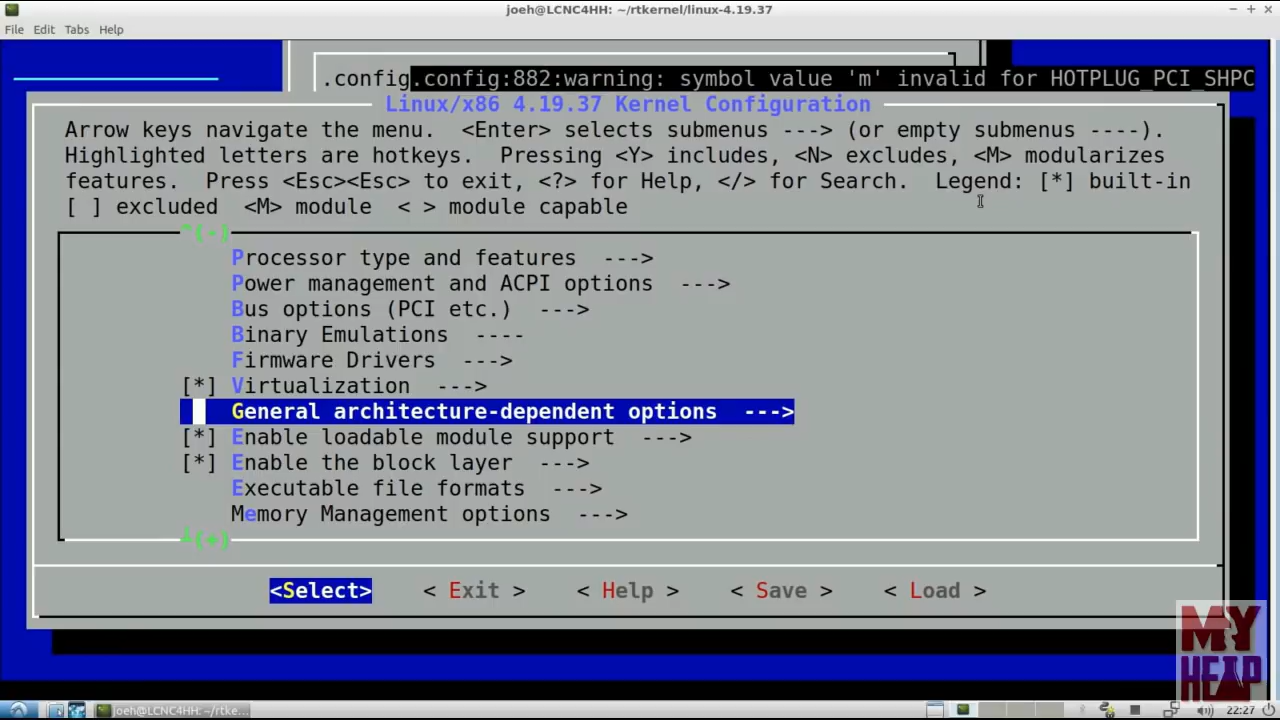 joeh@LCNC4HH: ~/rtkernel/linux-4.19.37
File Edit Tabs Help
.config.config:882:warning: symbol value 'm' invalid for HOTPLUG_PCI_SHPC
Linux/x86 4.19.37 Kernel Configuration
Arrow keys navigate the menu. <Enter> selects submenus ---> (or empty submenus ----).
Highlighted letters are hotkeys. Pressing <Y> includes, <N> excludes, <M> modularizes
features. Press <Esc><Esc> to exit, <?> for Help, </> for Search. Legend: [*] built-in
[ ] excluded <M> module < > module capable
^(-)
Processor type and features --->
Power management and ACPI options --->
Bus options (PCI etc.) --->
Binary Emulations ----
Firmware Drivers --->
[*] Virtualization --->
General architecture-dependent options --->
[*] Enable loadable module support --->
[*] Enable the block layer --->
Executable file formats --->
Memory Management options --->
┴(+)
<Select> < Exit > < Help > < Save > < Load >
MY
HEAP
joeh@LCNC4HH: ~/rtke...
22:27